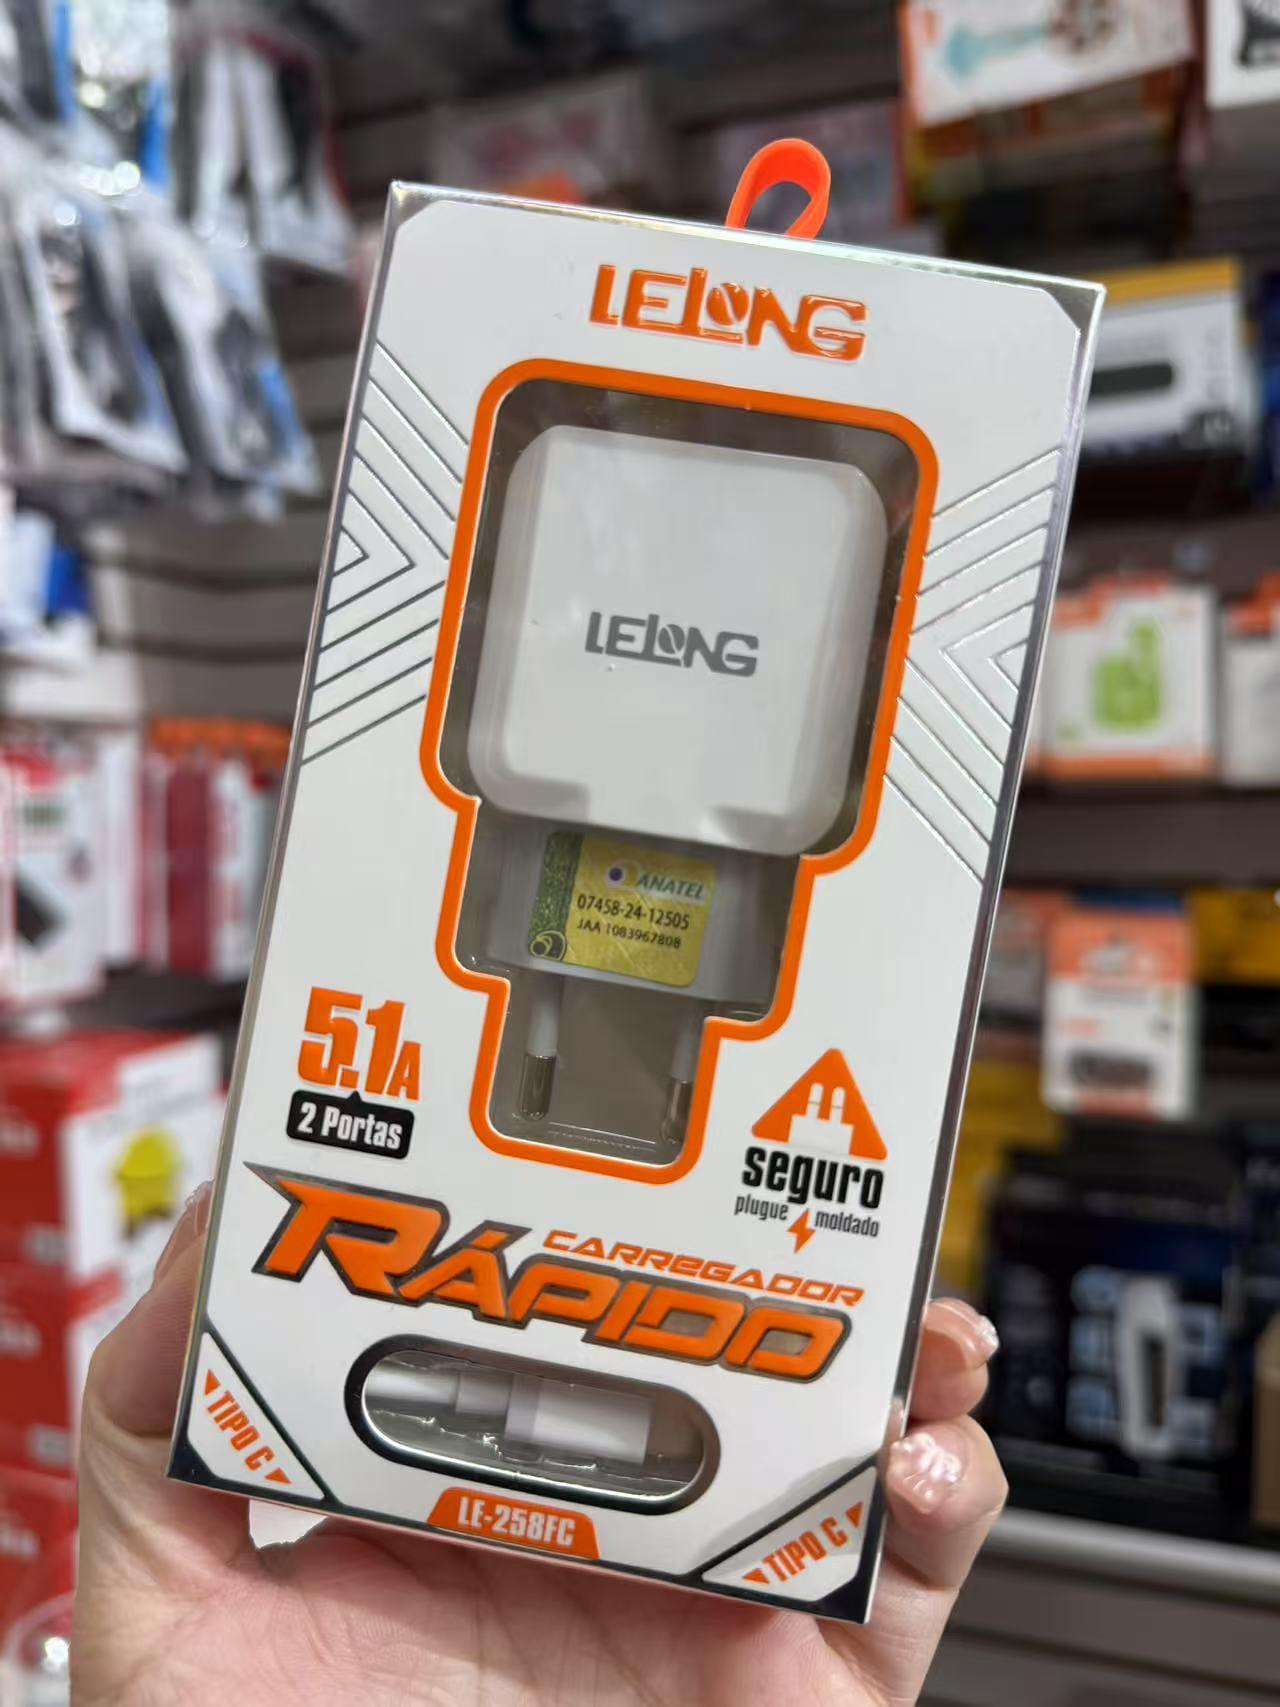 LELONG
LELONG
ANATEL
07458-24-12505
JAA 1083967808
5.1A
2 Portas
seguro
plugue moldado
CARREGADOR
RÁPIDO
TIPO C
LE-258FC
TIPO C